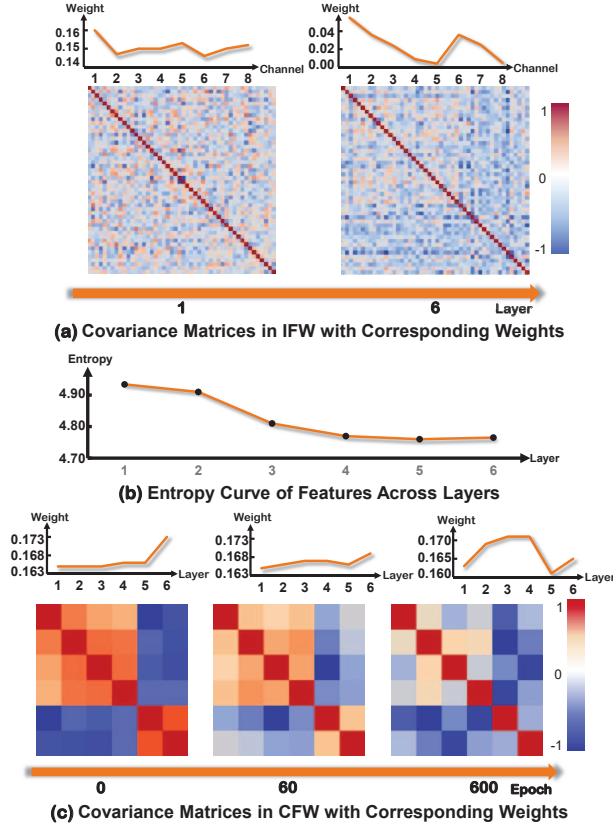 Weight Weight
0.16 0.04
0.15 0.02
0.14 0.00
Channel Channel
1 2 3 4 5 6 7 8 1 2 3 4 5 6 7 8
1
0
-1
1 6 Layer
(a) Covariance Matrices in IFW with Corresponding Weights
Entropy
4.90
4.80
4.70
Layer
1 2 3 4 5 6
(b) Entropy Curve of Features Across Layers
Weight Weight Weight
0.173 0.173 0.170
0.168 0.168 0.165
0.163 0.163 0.160
1 2 3 4 5 6 Layer 1 2 3 4 5 6 Layer 1 2 3 4 5 6 Layer
1
0
-1
0 60 600 Epoch
(c) Covariance Matrices in CFW with Corresponding Weights